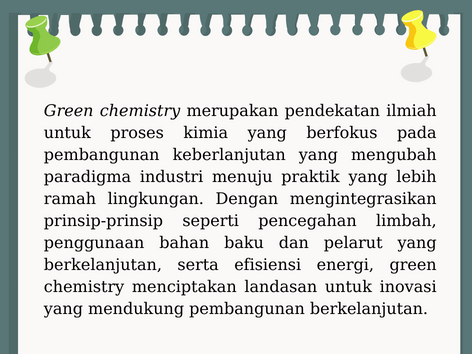 Green chemistry merupakan pendekatan ilmiah
untuk proses kimia yang berfokus pada
pembangunan keberlanjutan yang mengubah
paradigma industri menuju praktik yang lebih
ramah lingkungan. Dengan mengintegrasikan
prinsip-prinsip seperti pencegahan limbah,
penggunaan bahan baku dan pelarut yang
berkelanjutan, serta efisiensi energi, green
chemistry menciptakan landasan untuk inovasi
yang mendukung pembangunan berkelanjutan.